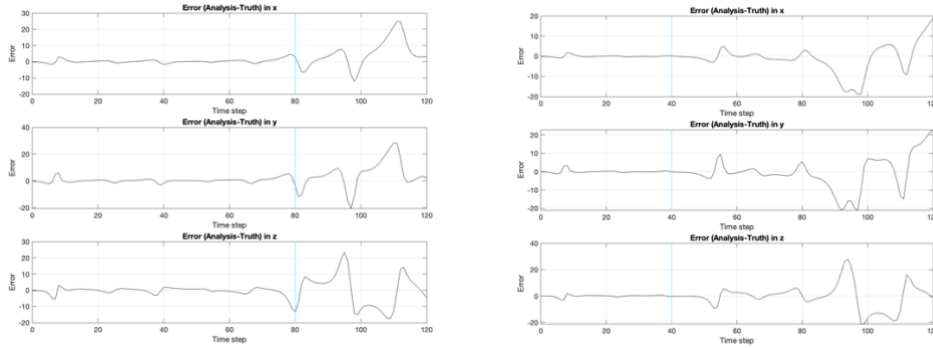 Error (Analysis-Truth) in x
30
20
10
0
-10
-20
Error
0 20 40 60 80 100 120
Time step
Error (Analysis-Truth) in y
40
20
0
-20
Error
0 20 40 60 80 100 120
Time step
Error (Analysis-Truth) in z
30
20
10
0
-10
-20
Error
0 20 40 60 80 100 120
Time step
Error (Analysis-Truth) in x
20
10
0
10
20
Error
0 20 40 60 80 100 120
Time step
Error (Analysis-Truth) in y
20
10
0
-10
-20
Error
0 20 40 60 80 100 120
Time step
Error (Analysis-Truth) in z
40
20
0
-20
Error
0 20 40 60 80 100 120
Time step